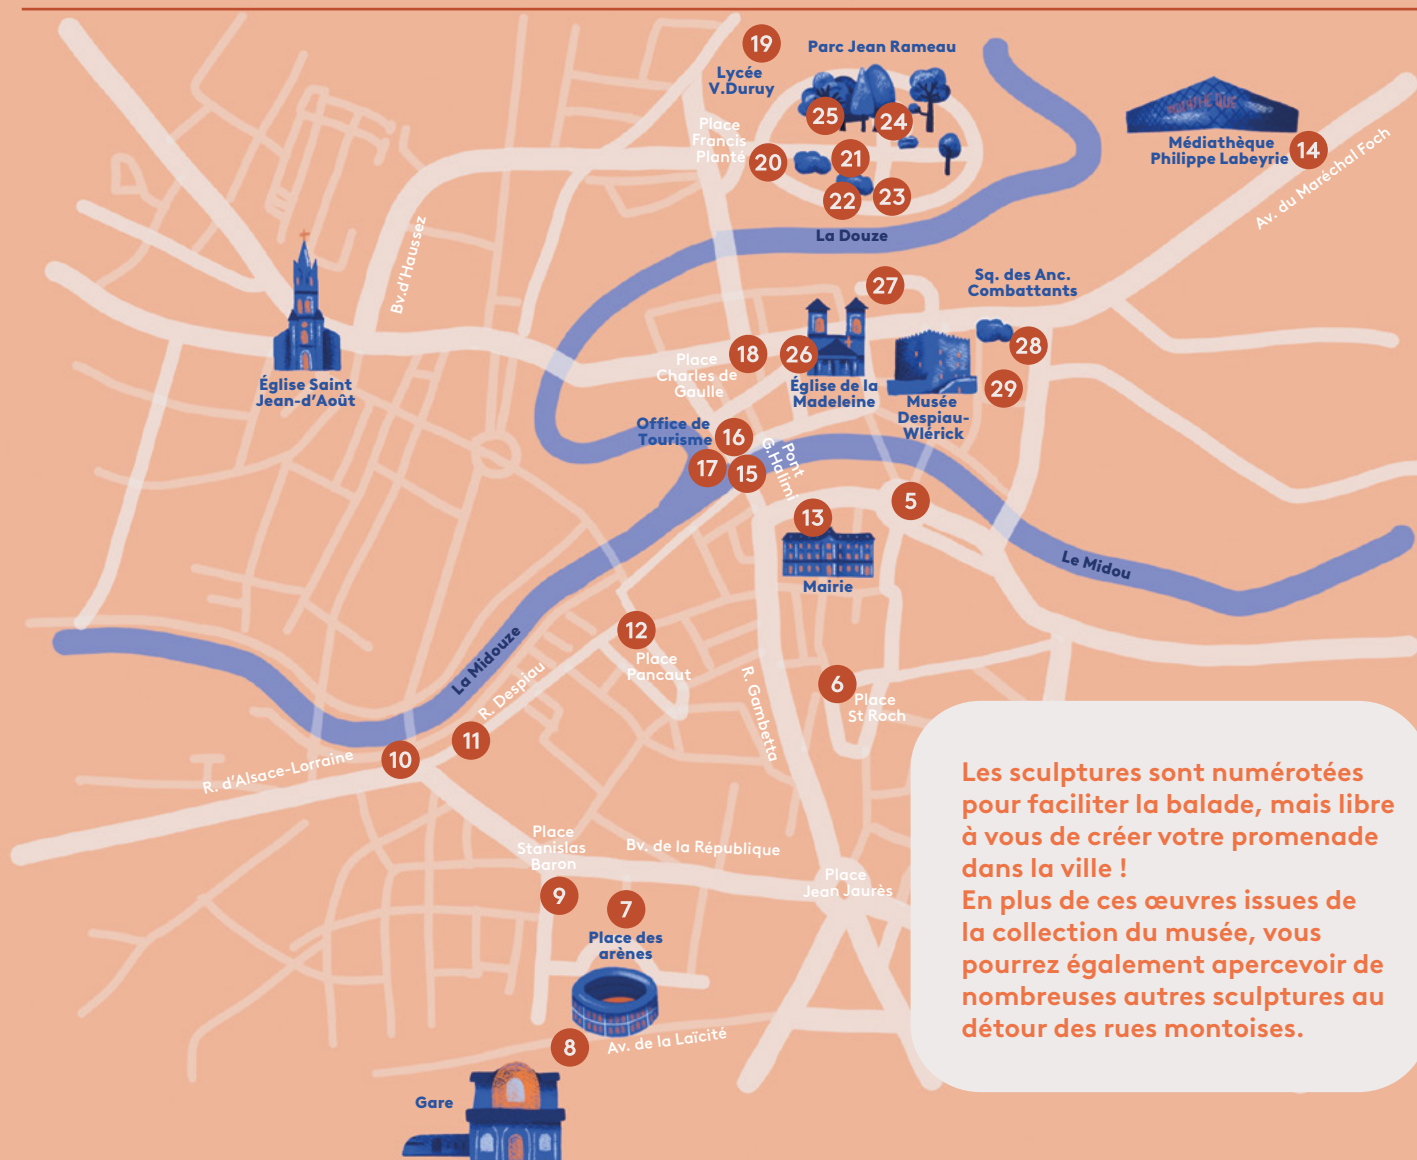 19
Parc Jean Rameau
Lycée
V.Duruy
25
24
Place
Francis
Planté
20
21
22
23
La Douze
Médiathèque
Philippe Labeyrie
14
Av. du Maréchal Foch
Bv.d'Haussez
27
Sq. des Anc.
Combattants
Église Saint
Jean-d'Août
Place
Charles de
Gaulle
18
26
Église de la
Madeleine
28
29
Musée
Despiau-
Wlérick
Office de
Tourisme
16
17
15
Pont
G.Halimi
13
5
Mairie
Le Midou
12
Place
Pancaut
La Midouze
R. Despiau
R. Gambetta
6
Place
St Roch
11
10
R. d'Alsace-Lorraine
Place
Stanislas
Baron
Bv. de la République
Place
Jean Jaurès
9
7
Place des
arènes
8
Av. de la Laïcité
Gare
Les sculptures sont numérotées
pour faciliter la balade, mais libre
à vous de créer votre promenade
dans la ville !
En plus de ces œuvres issues de
la collection du musée, vous
pourrez également apercevoir de
nombreuses autres sculptures au
détour des rues montoises.